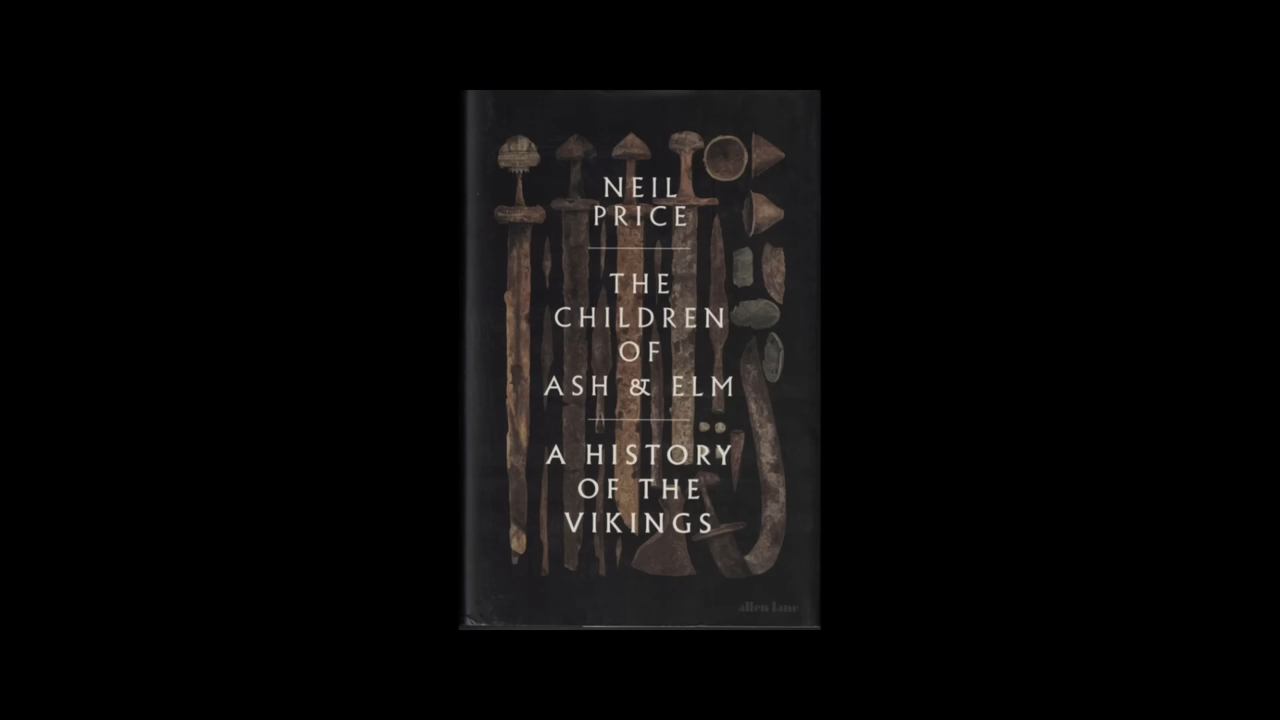 NEIL
PRICE
THE
CHILDREN
OF
ASH & ELM
A HISTORY
OF THE
VIKINGS
allen lane